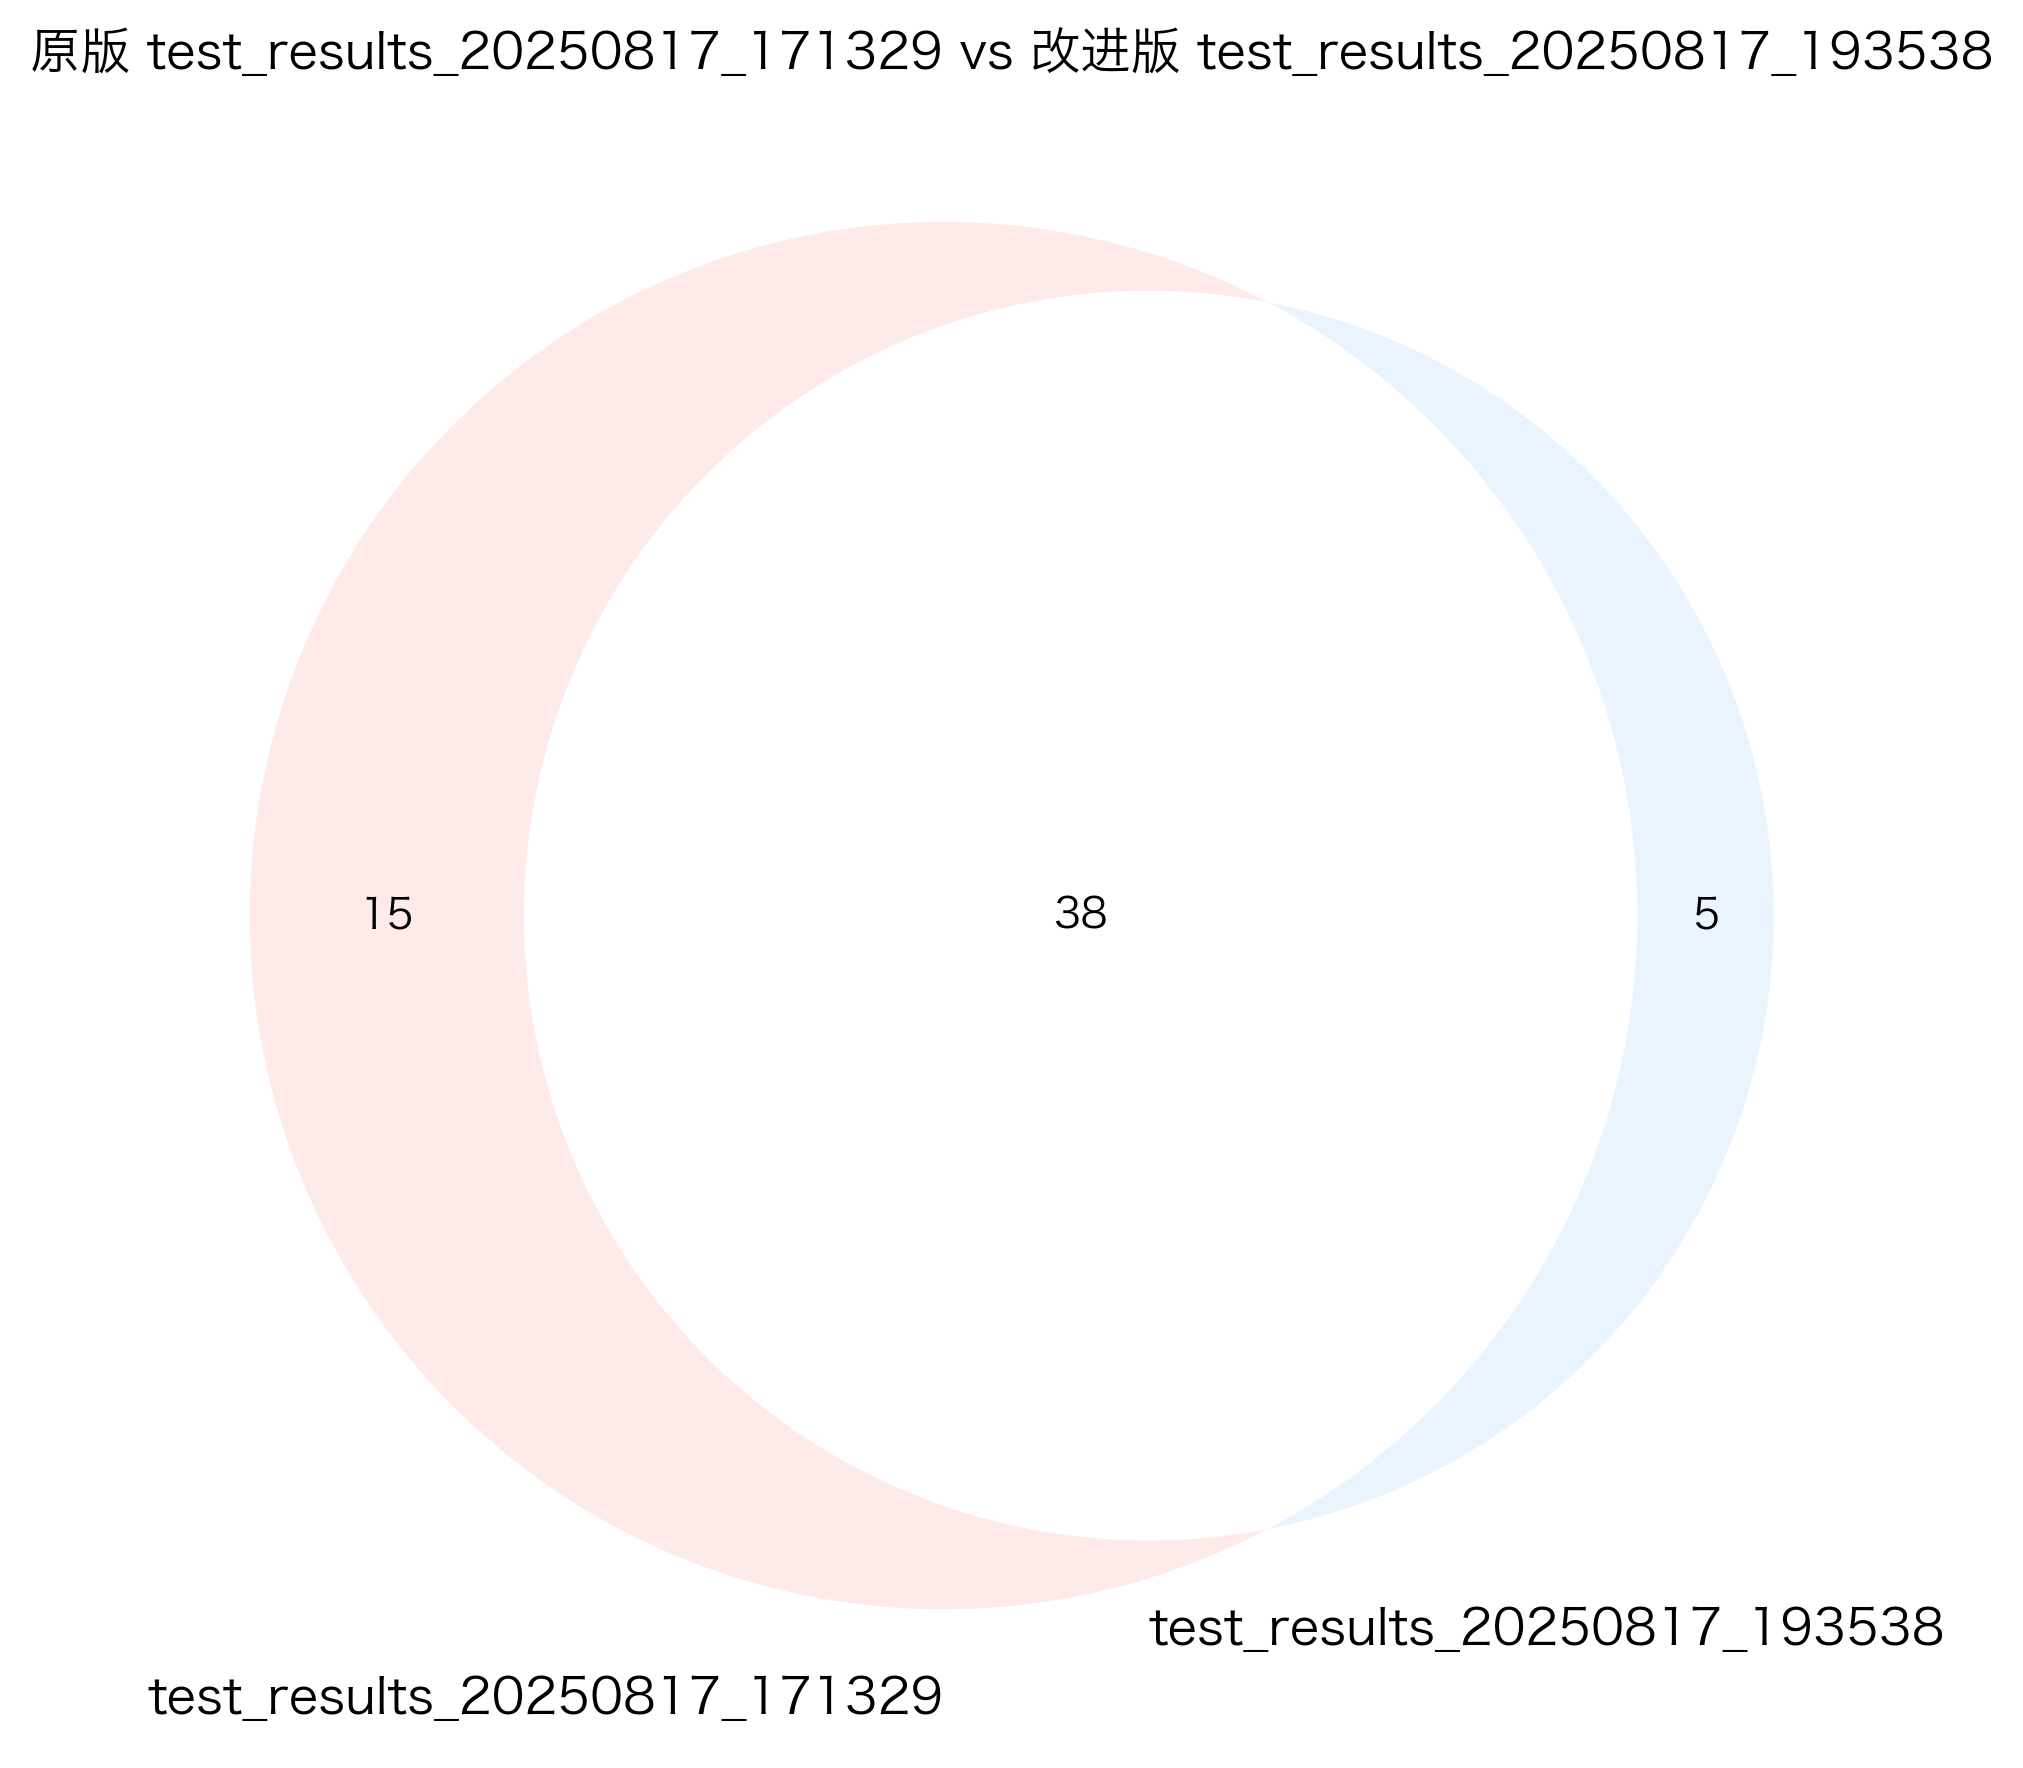 原版 test_results_20250817_171329 vs 改进版 test_results_20250817_193538
15
38
5
test_results_20250817_193538
test_results_20250817_171329